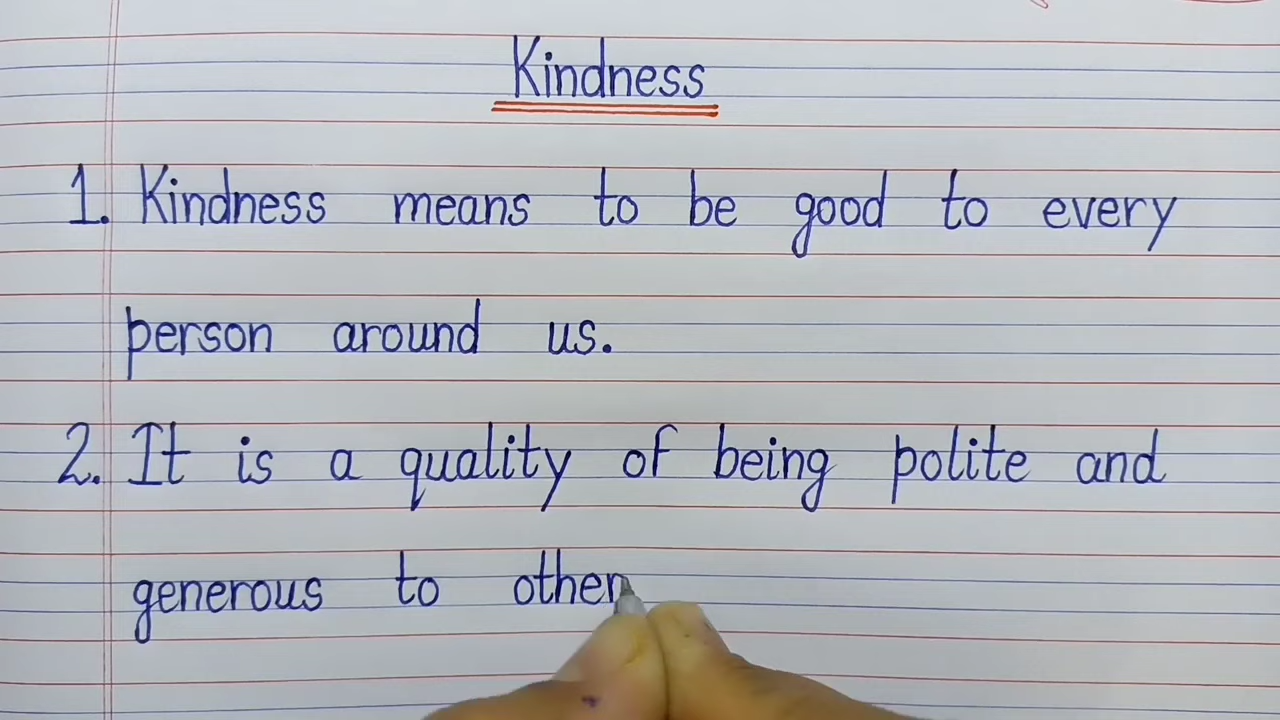 Kindness
1. Kindness means to be good to every
person around us.
2. It is a quality of being polite and
generous to other